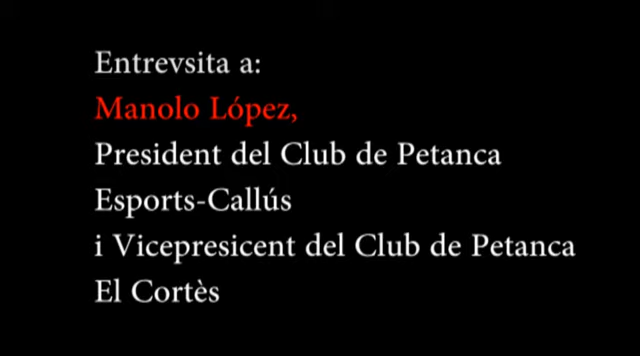 Entrevsita a:
Manolo López,
President del Club de Petanca
Esports-Callús
i Vicepresicent del Club de Petanca
El Cortès